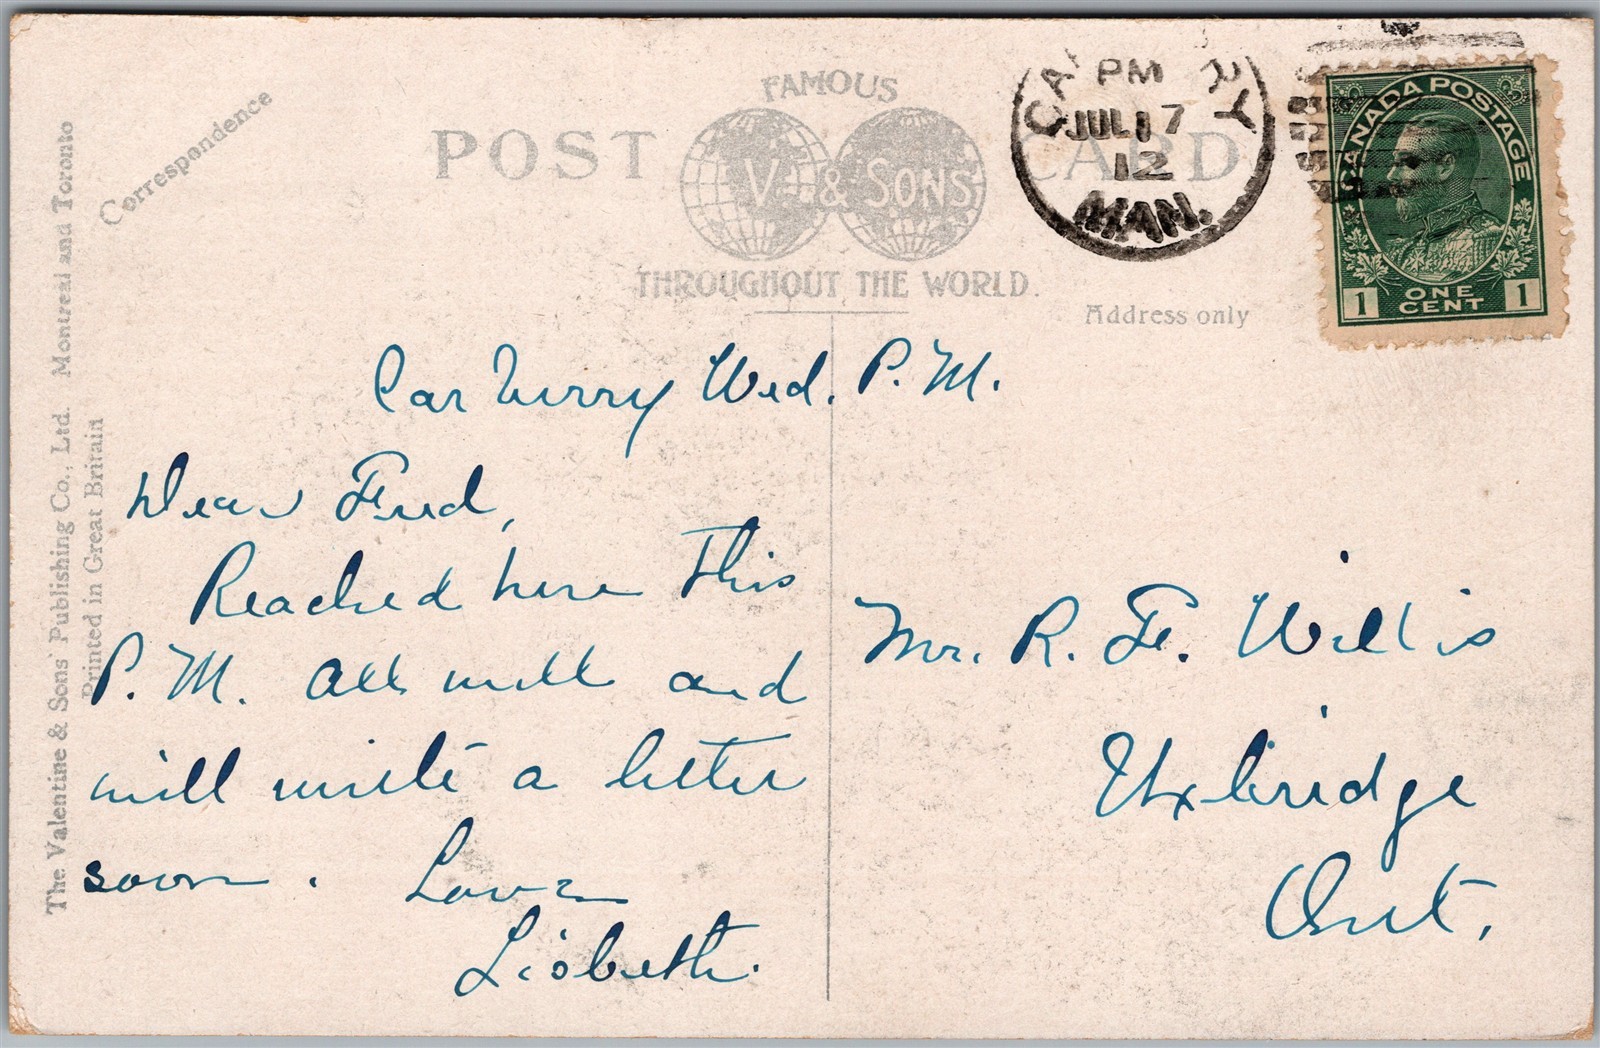 FAMOUS
POST CARD
V & SONS
THROUGHOUT THE WORLD.
Correspondence
Address only
The Valentine & Sons' Publishing Co., Ltd. Montreal and Toronto
Printed in Great Britain
PM
JUL 17
12
MAN.
CANADA POSTAGE
1 ONE CENT 1
Carberry Wed. P.M.
Dear Fred,
Reached here this
P.M. All well and
will write a letter
soon. Love
Lisbeth.
Mr. R. F. Willis
Uxbridge
Ont.